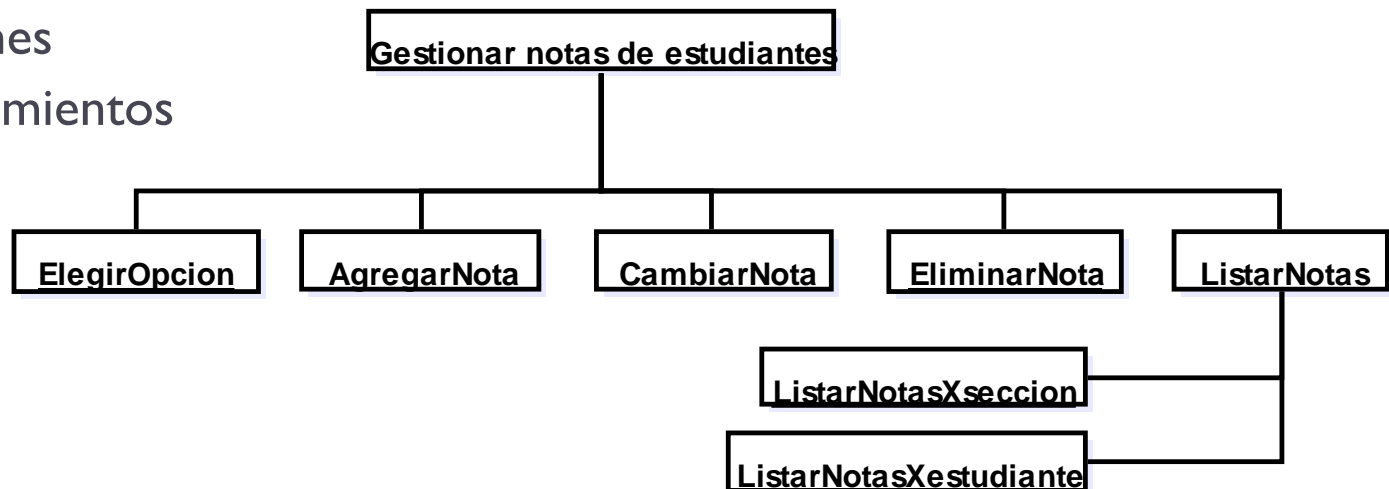 nes
mientos
Gestionar notas de estudiantes
ElegirOpcion
AgregarNota
CambiarNota
EliminarNota
ListarNotas
ListarNotasXseccion
ListarNotasXestudiante